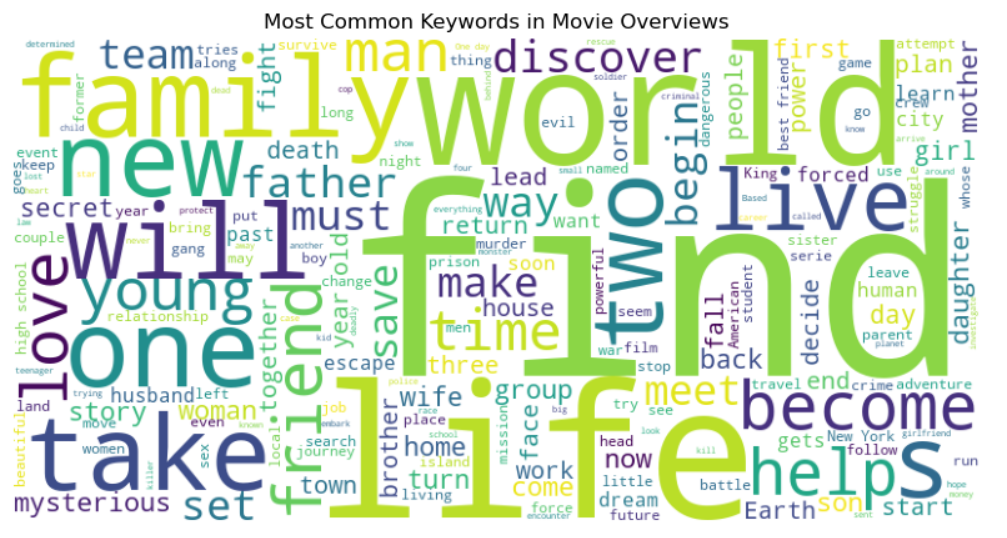 Most Common Keywords in Movie Overviews
determined
team
tries
along
former
dead
fight
survive
cop
long
man
thing
One day
behind
discover
soldier
rescue
criminal
dangerous
people
best friend
power
first
game
go
know
attempt
plan
learn
crew
city
arrive
mother
family
world
child
evil
order
new
event
keep
goes
lost
heart
star
death
father
show
night
four
small
named
begin
King
forced
use
girl
around
whose
secret
year
protect
put
must
lead
way
everything
return
want
two
Based
career
called
live
struggle
law
couple
never
bring
past
away
gang
may
another
boy
will
murder
monster
sister
serie
love
young
relationship
high school
friend
old
year
change
save
prison
soon
make
house
powerful
seem
find
fall
American
student
decide
leave
human
day
parent
planet
daughter
investigate
one
together
case
kid
deadly
time
men
war
film
stop
back
teenager
trying
husband
left
escape
three
police
life
meet
travel
end
crime
adventure
land
story
woman
job
wife
group
try
see
become
beautiful
move
even
known
local
embark
brother
race
place
big
face
mission
look
gets
New York
girlfriend
follow
take
women
killer
sex
search
journey
school
home
island
turn
work
head
now
little
kill
battle
helps
run
hope
money
mysterious
set
town
living
come
force
encounter
dream
future
Earth
son
sent
start